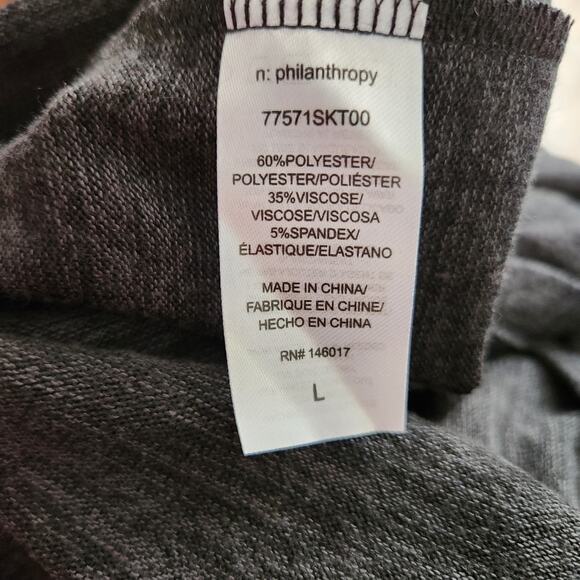 n: philanthropy
77571SKT00
60%POLYESTER/
POLYESTER/POLIÉSTER
35%VISCOSE/
VISCOSE/VISCOSA
5%SPANDEX/
ÉLASTIQUE/ELASTANO
MADE IN CHINA/
FABRIQUE EN CHINE/
HECHO EN CHINA
RN# 146017
L